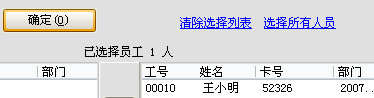 确定(O) 清除选择列表 选择所有人员
已选择员工 1 人
部门 工号 姓名 卡号 部门
00010 王小明 52326 2007..